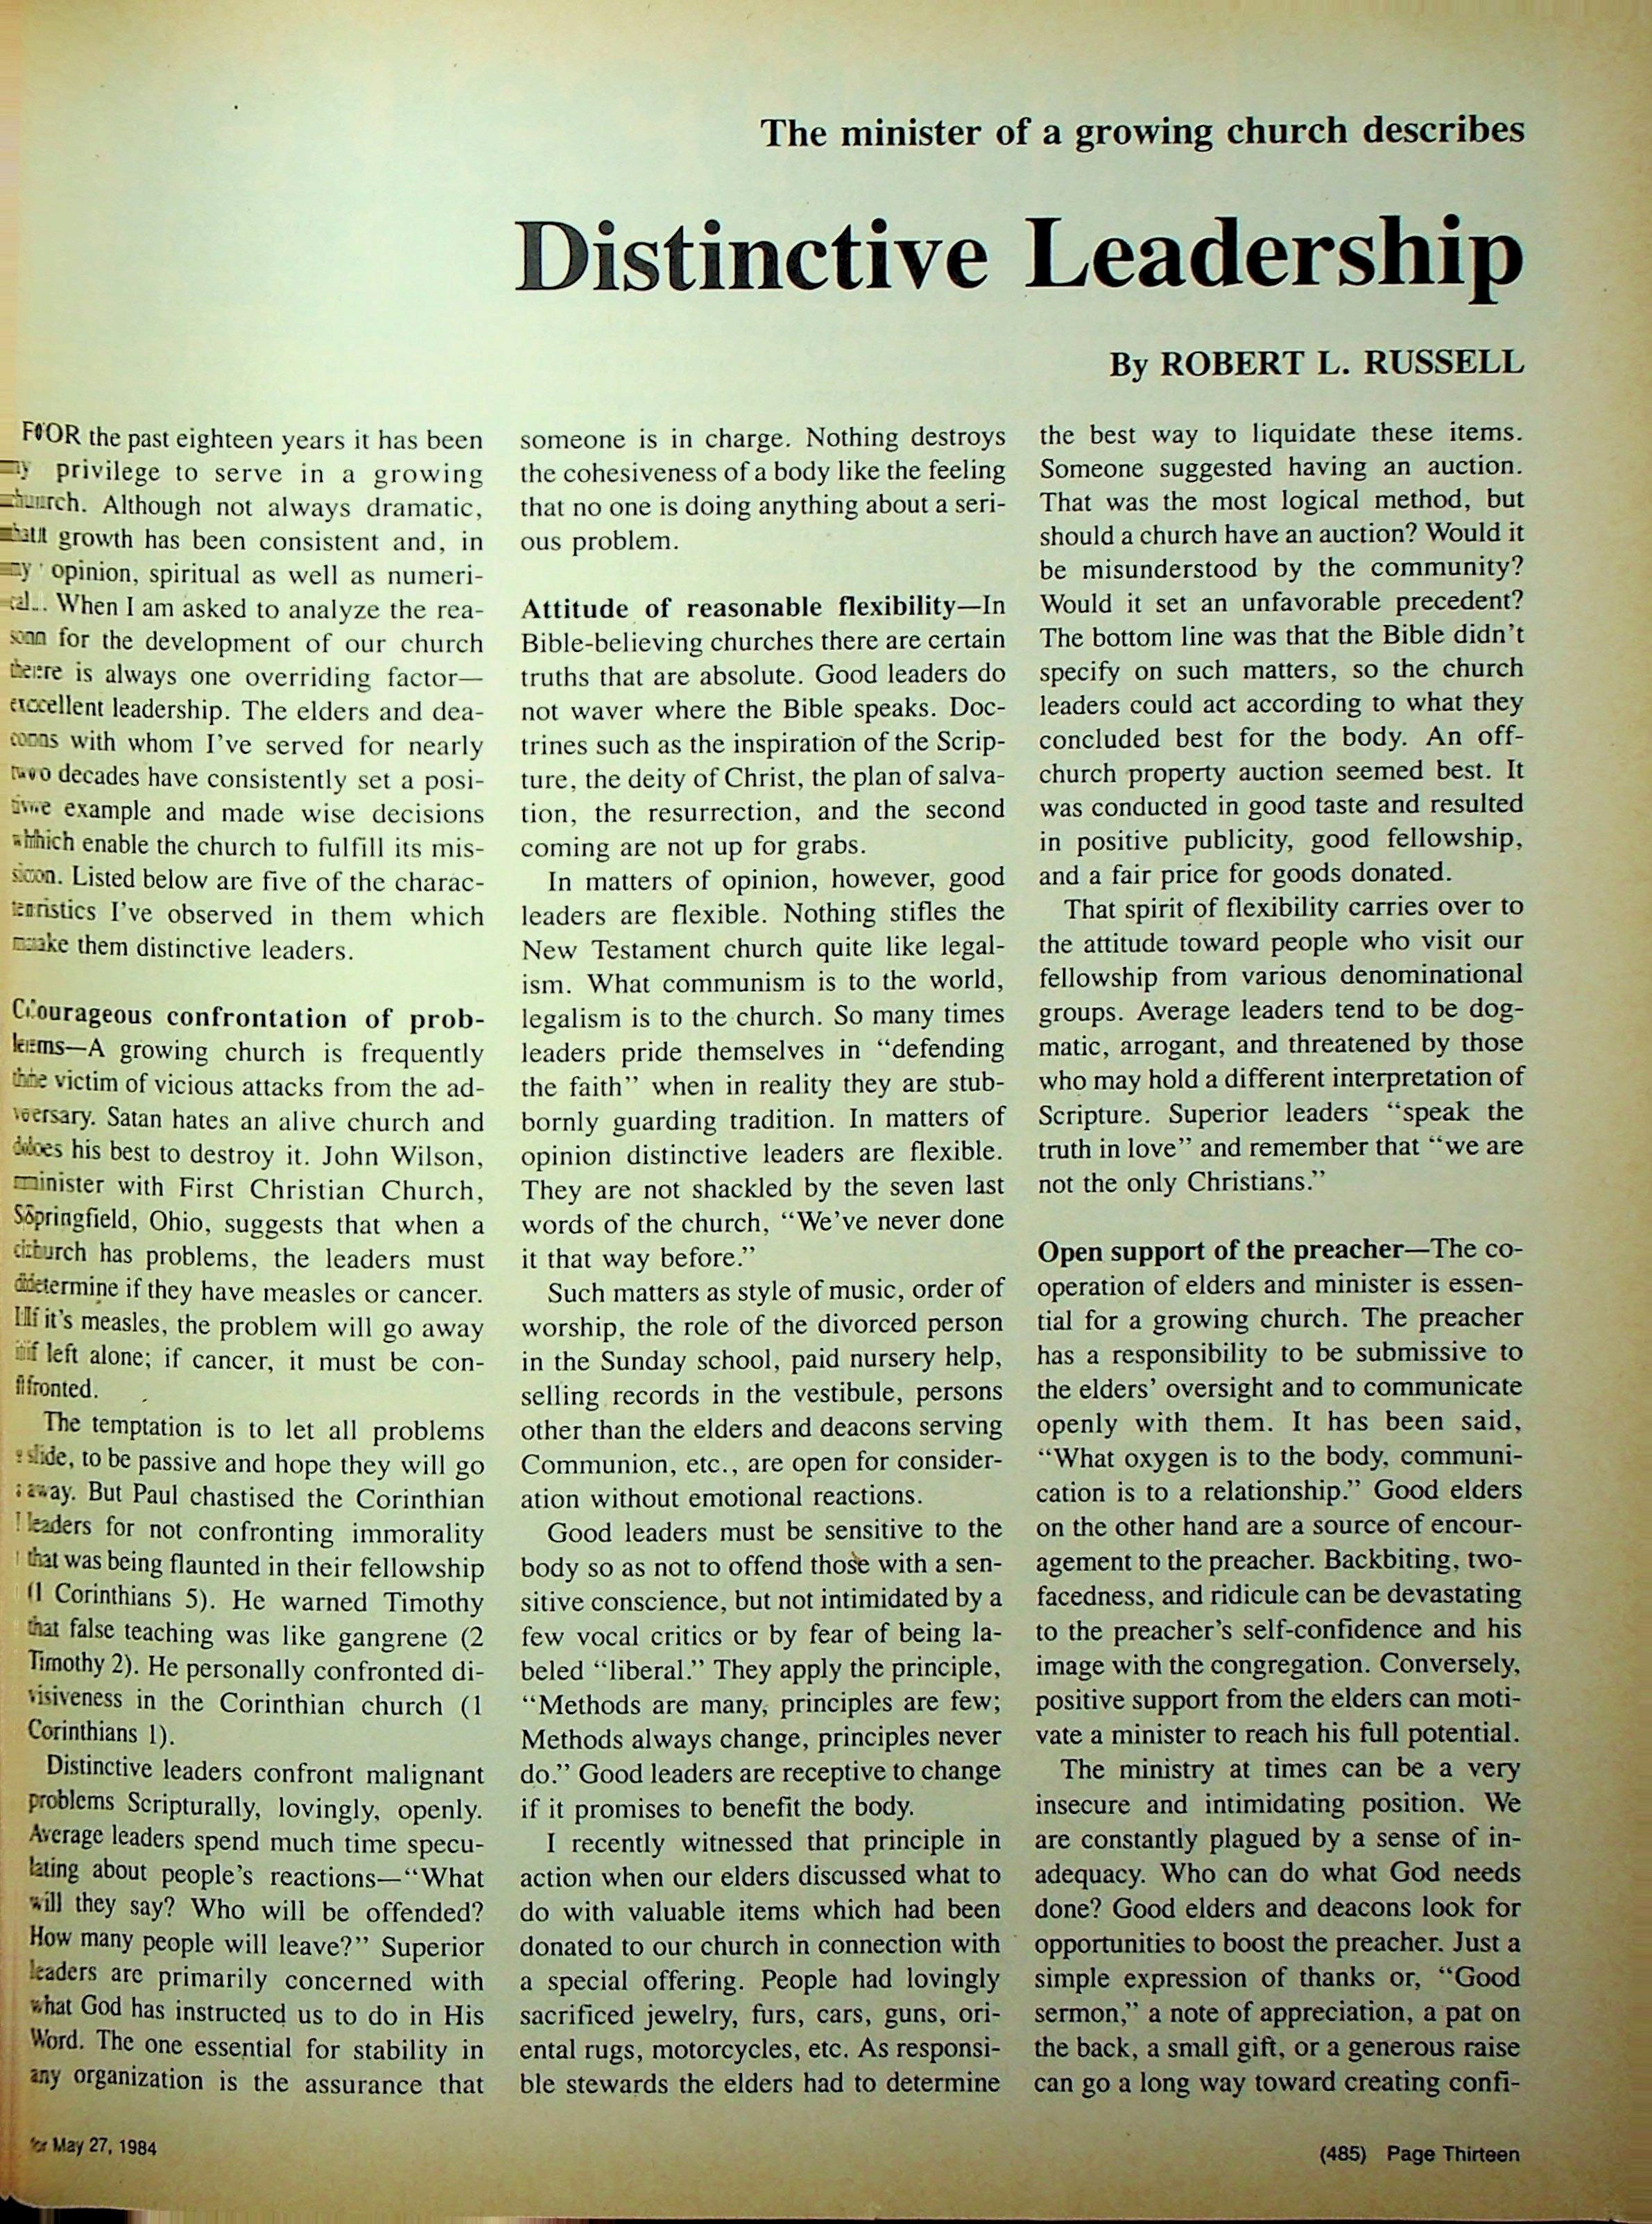 The minister of a growing church describes
Distinctive Leadership
By ROBERT L. RUSSELL
FOR the past eighteen years it has been
my privilege to serve in a growing
church. Although not always dramatic,
that growth has been consistent and, in
my opinion, spiritual as well as numeri-
cal. When I am asked to analyze the rea-
son for the development of our church
there is always one overriding factor—
excellent leadership. The elders and dea-
cons with whom I've served for nearly
two decades have consistently set a posi-
tive example and made wise decisions
which enable the church to fulfill its mis-
sion. Listed below are five of the charac-
teristics I've observed in them which
make them distinctive leaders.
Courageous confrontation of prob-
lems—A growing church is frequently
the victim of vicious attacks from the ad-
versary. Satan hates an alive church and
does his best to destroy it. John Wilson,
minister with First Christian Church,
Springfield, Ohio, suggests that when a
church has problems, the leaders must
determine if they have measles or cancer.
If it's measles, the problem will go away
if left alone; if cancer, it must be con-
fronted.
The temptation is to let all problems
slide, to be passive and hope they will go
away. But Paul chastised the Corinthian
leaders for not confronting immorality
that was being flaunted in their fellowship
(1 Corinthians 5). He warned Timothy
that false teaching was like gangrene (2
Timothy 2). He personally confronted di-
visiveness in the Corinthian church (1
Corinthians 1).
Distinctive leaders confront malignant
problems Scripturally, lovingly, openly.
Average leaders spend much time specu-
lating about people's reactions—“What
will they say? Who will be offended?
How many people will leave?” Superior
leaders are primarily concerned with
what God has instructed us to do in His
Word. The one essential for stability in
any organization is the assurance that
someone is in charge. Nothing destroys
the cohesiveness of a body like the feeling
that no one is doing anything about a seri-
ous problem.
Attitude of reasonable flexibility—In
Bible-believing churches there are certain
truths that are absolute. Good leaders do
not waver where the Bible speaks. Doc-
trines such as the inspiration of the Scrip-
ture, the deity of Christ, the plan of salva-
tion, the resurrection, and the second
coming are not up for grabs.
In matters of opinion, however, good
leaders are flexible. Nothing stifles the
New Testament church quite like legal-
ism. What communism is to the world,
legalism is to the church. So many times
leaders pride themselves in “defending
the faith” when in reality they are stub-
bornly guarding tradition. In matters of
opinion distinctive leaders are flexible.
They are not shackled by the seven last
words of the church, “We've never done
it that way before.”
Such matters as style of music, order of
worship, the role of the divorced person
in the Sunday school, paid nursery help,
selling records in the vestibule, persons
other than the elders and deacons serving
Communion, etc., are open for consider-
ation without emotional reactions.
Good leaders must be sensitive to the
body so as not to offend those with a sen-
sitive conscience, but not intimidated by a
few vocal critics or by fear of being la-
beled “liberal.” They apply the principle,
“Methods are many, principles are few;
Methods always change, principles never
do.” Good leaders are receptive to change
if it promises to benefit the body.
I recently witnessed that principle in
action when our elders discussed what to
do with valuable items which had been
donated to our church in connection with
a special offering. People had lovingly
sacrificed jewelry, furs, cars, guns, ori-
ental rugs, motorcycles, etc. As responsi-
ble stewards the elders had to determine
the best way to liquidate these items.
Someone suggested having an auction.
That was the most logical method, but
should a church have an auction? Would it
be misunderstood by the community?
Would it set an unfavorable precedent?
The bottom line was that the Bible didn't
specify on such matters, so the church
leaders could act according to what they
concluded best for the body. An off-
church property auction seemed best. It
was conducted in good taste and resulted
in positive publicity, good fellowship,
and a fair price for goods donated.
That spirit of flexibility carries over to
the attitude toward people who visit our
fellowship from various denominational
groups. Average leaders tend to be dog-
matic, arrogant, and threatened by those
who may hold a different interpretation of
Scripture. Superior leaders “speak the
truth in love” and remember that “we are
not the only Christians.”
Open support of the preacher—The co-
operation of elders and minister is essen-
tial for a growing church. The preacher
has a responsibility to be submissive to
the elders' oversight and to communicate
openly with them. It has been said,
“What oxygen is to the body, communi-
cation is to a relationship.” Good elders
on the other hand are a source of encour-
agement to the preacher. Backbiting, two-
facedness, and ridicule can be devastating
to the preacher's self-confidence and his
image with the congregation. Conversely,
positive support from the elders can moti-
vate a minister to reach his full potential.
The ministry at times can be a very
insecure and intimidating position. We
are constantly plagued by a sense of in-
adequacy. Who can do what God needs
done? Good elders and deacons look for
opportunities to boost the preacher. Just a
simple expression of thanks or, “Good
sermon,” a note of appreciation, a pat on
the back, a small gift, or a generous raise
can go a long way toward creating confi-
for May 27, 1984
(485) Page Thirteen